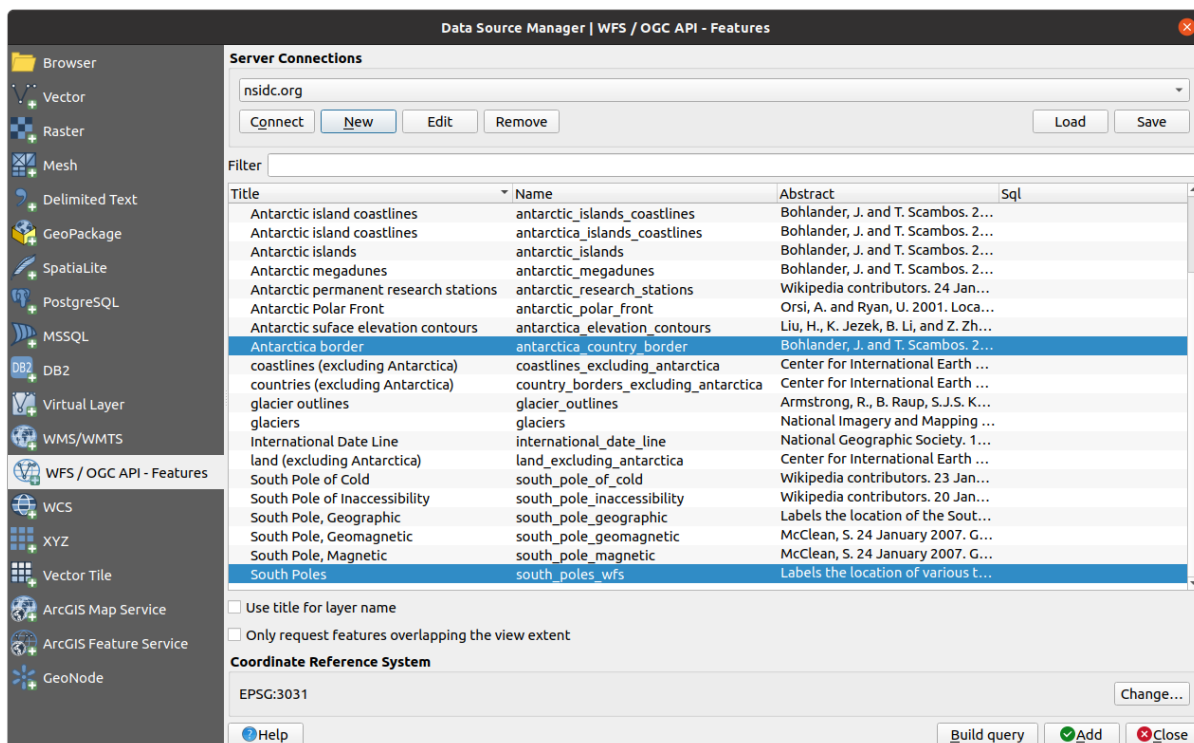 Data Source Manager | WFS / OGC API - Features
Browser
Vector
Raster
Mesh
Delimited Text
GeoPackage
SpatiaLite
PostgreSQL
MSSQL
DB2 DB2
Virtual Layer
WMS/WMTS
WFS / OGC API - Features
WCS
XYZ
Vector Tile
ArcGIS Map Service
ArcGIS Feature Service
GeoNode
Server Connections
nsidc.org
Connect New Edit Remove Load Save
Filter
Title Name Abstract Sql
Antarctic island coastlines antarctic_islands_coastlines Bohlander, J. and T. Scambos. 2...
Antarctic island coastlines antarctica_islands_coastlines Bohlander, J. and T. Scambos. 2...
Antarctic islands antarctic_islands Bohlander, J. and T. Scambos. 2...
Antarctic megadunes antarctic_megadunes Bohlander, J. and T. Scambos. 2...
Antarctic permanent research stations antarctic_research_stations Wikipedia contributors. 24 Jan...
Antarctic Polar Front antarctic_polar_front Orsi, A. and Ryan, U. 2001. Loca...
Antarctic suface elevation contours antarctica_elevation_contours Liu, H., K. Jezek, B. Li, and Z. Zh...
Antarctica border antarctica_country_border Bohlander, J. and T. Scambos. 2...
coastlines (excluding Antarctica) coastlines_excluding_antarctica Center for International Earth ...
countries (excluding Antarctica) country_borders_excluding_antarctica Center for International Earth ...
glacier outlines glacier_outlines Armstrong, R., B. Raup, S.J.S. K...
glaciers glaciers National Imagery and Mapping ...
International Date Line international_date_line National Geographic Society. 1...
land (excluding Antarctica) land_excluding_antarctica Center for International Earth ...
South Pole of Cold south_pole_of_cold Wikipedia contributors. 23 Jan...
South Pole of Inaccessibility south_pole_inaccessibility Wikipedia contributors. 20 Jan...
South Pole, Geographic south_pole_geographic Labels the location of the Sout...
South Pole, Geomagnetic south_pole_geomagnetic McClean, S. 24 January 2007. G...
South Pole, Magnetic south_pole_magnetic McClean, S. 24 January 2007. G...
South Poles south_poles_wfs Labels the location of various t...
Use title for layer name
Only request features overlapping the view extent
Coordinate Reference System
EPSG:3031 Change...
Help Build query Add Close